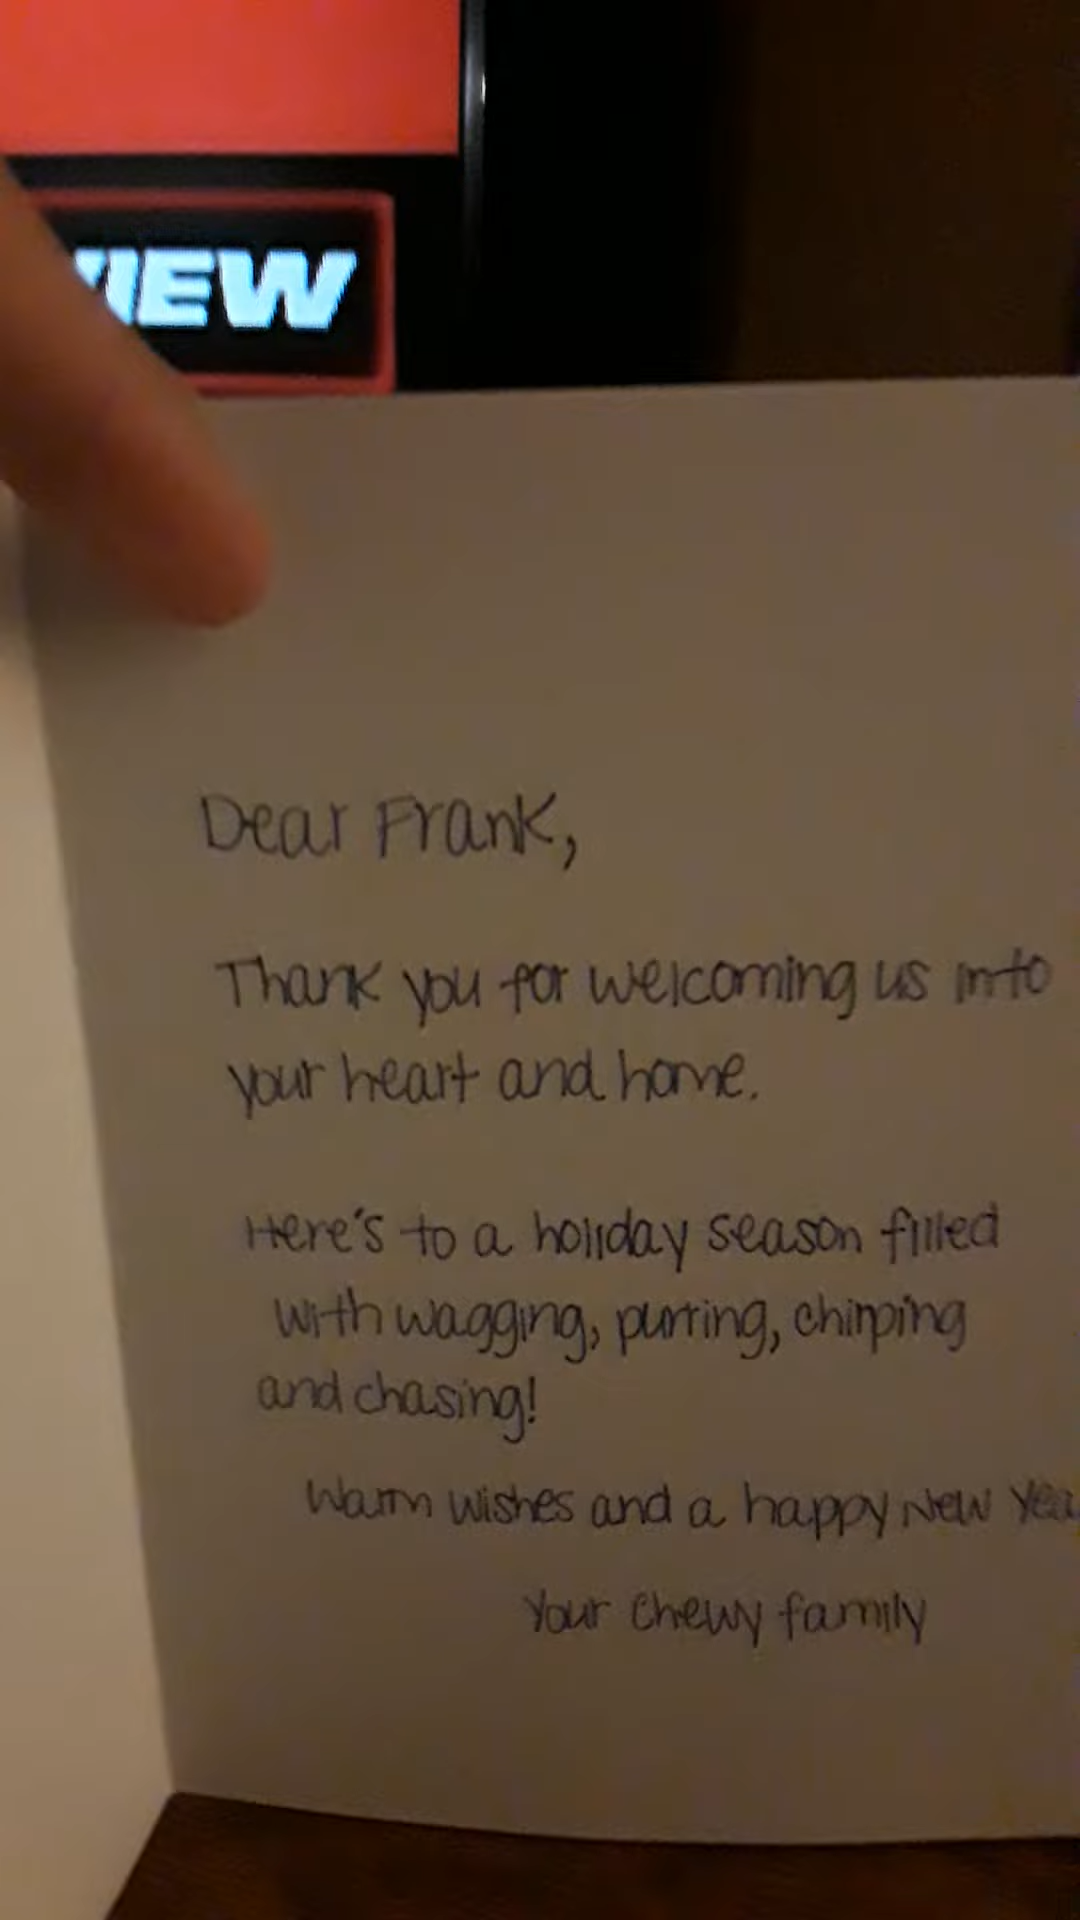 IEW
Dear Frank,
Thank you for welcoming us into
your heart and home.
Here's to a holiday season filled
with wagging, purring, chirping
and chasing!
Warm wishes and a happy New Yea
Your Chewy family